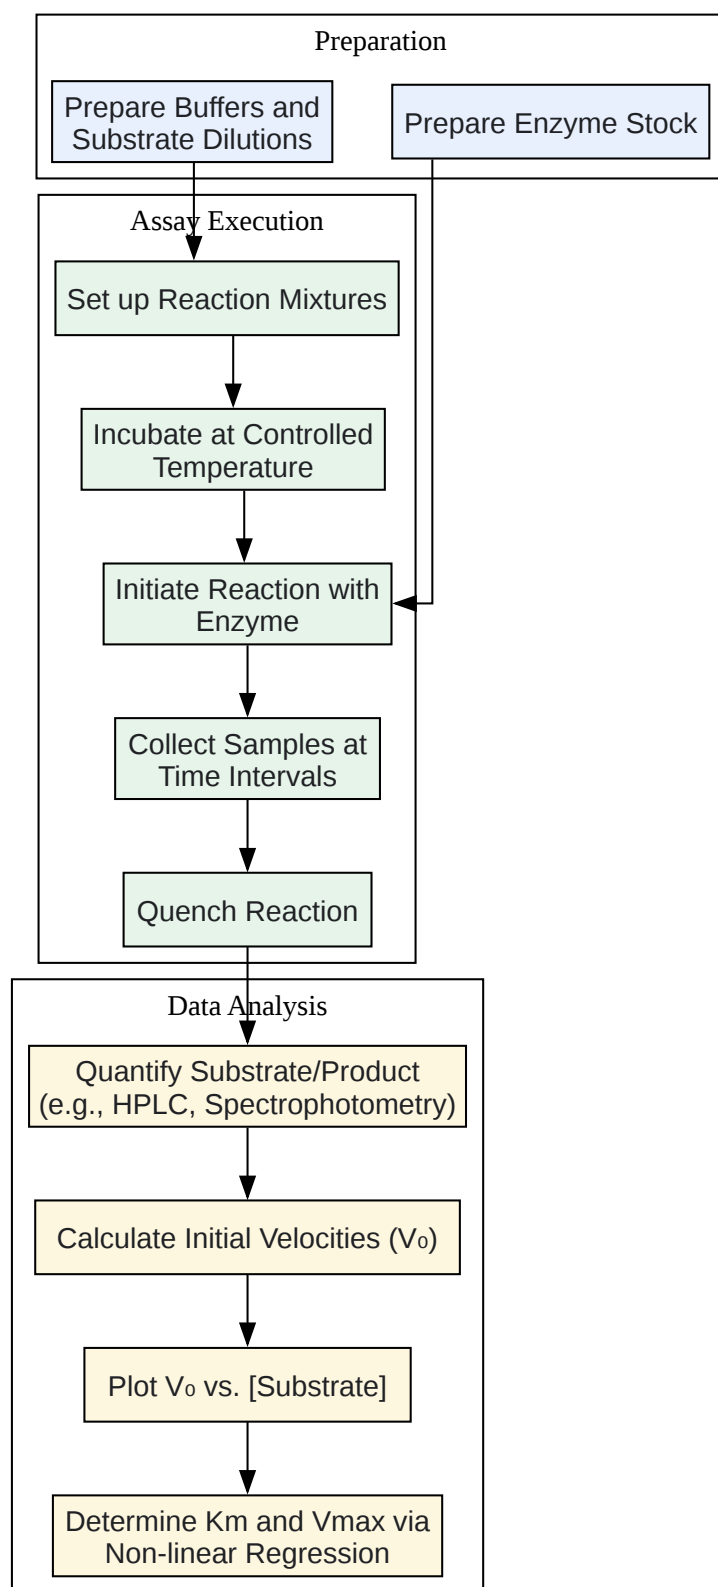 Preparation
Prepare Buffers and
Substrate Dilutions
Prepare Enzyme Stock
Assay Execution
Set up Reaction Mixtures
Incubate at Controlled
Temperature
Initiate Reaction with
Enzyme
Collect Samples at
Time Intervals
Quench Reaction
Data Analysis
Quantify Substrate/Product
(e.g., HPLC, Spectrophotometry)
Calculate Initial Velocities (V₀)
Plot V₀ vs. [Substrate]
Determine Km and Vmax via
Non-linear Regression